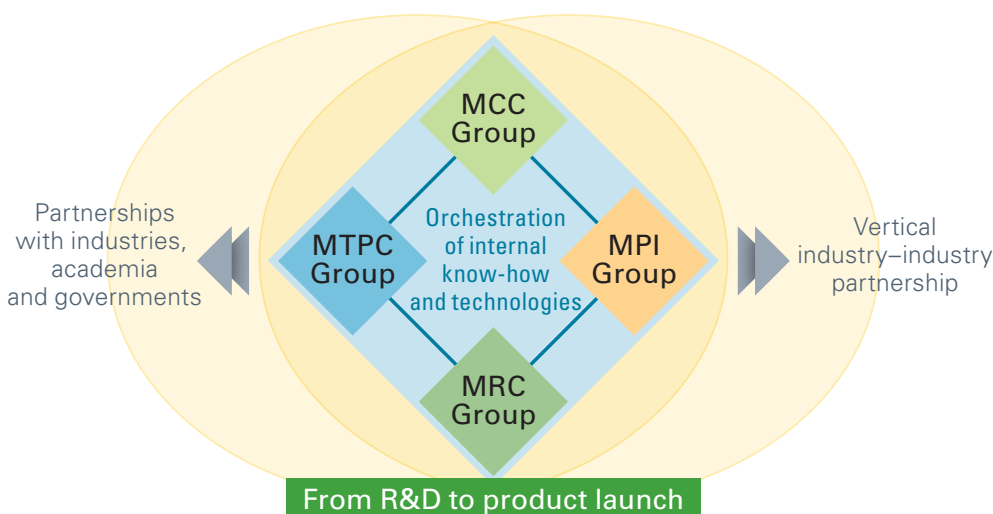 MCC
Group
Partnerships
with industries,
academia
and governments
MTPC
Group
Orchestration
of internal
know-how
and technologies
MPI
Group
Vertical
industry–industry
partnership
MRC
Group
From R&D to product launch